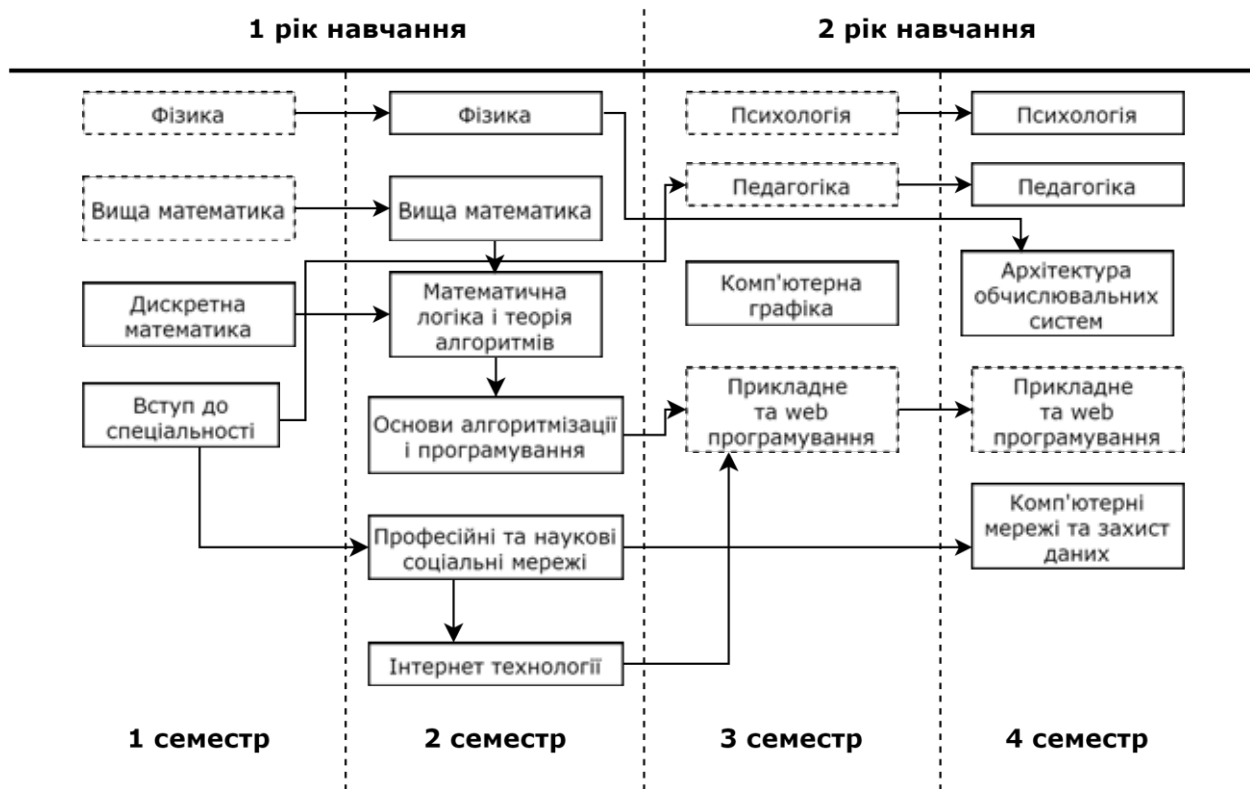 1 рік навчання
2 рік навчання
Фізика
Фізика
Психологія
Психологія
Вища математика
Вища математика
Педагогіка
Педагогіка
Дискретна
математика
Математична
логіка і теорія
алгоритмів
Комп'ютерна
графіка
Архітектура
обчислювальних
систем
Вступ до
спеціальності
Основи алгоритмізації
і програмування
Прикладне
та web
програмування
Прикладне
та web
програмування
Професійні та наукові
соціальні мережі
Комп'ютерні
мережі та захист
даних
Інтернет технології
1 семестр
2 семестр
3 семестр
4 семестр